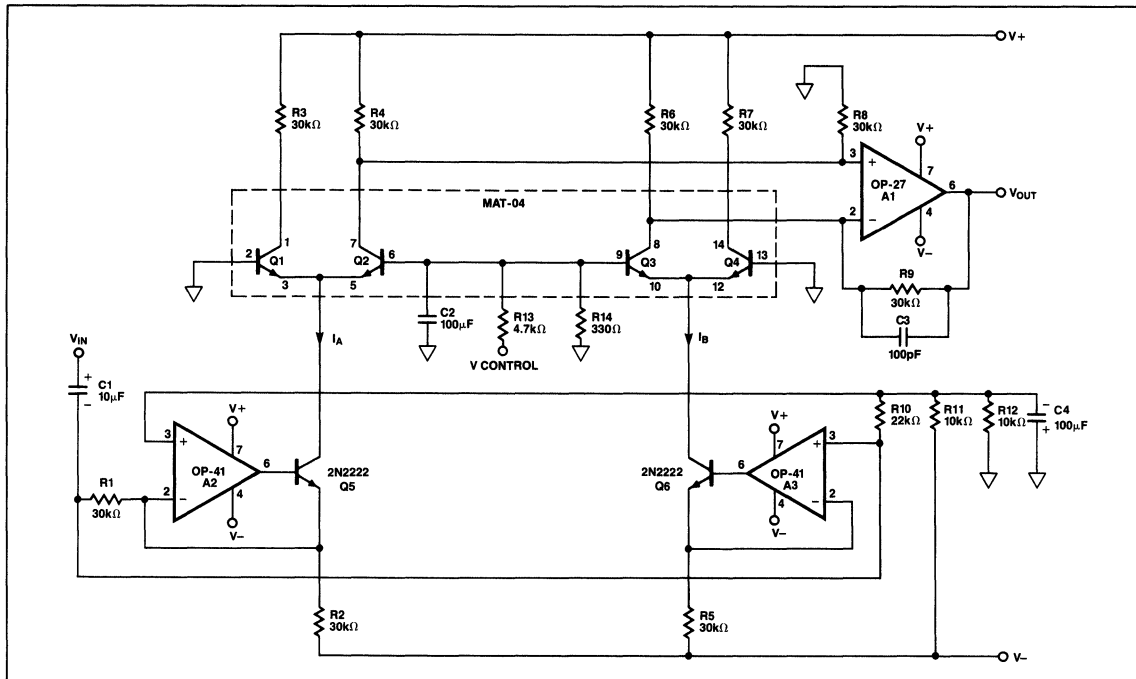 V+
R3
30kΩ
R4
30kΩ
R6
30kΩ
R7
30kΩ
R8
30kΩ
V+
3
+
7
OP-27
A1
6
VOUT
2
−
4
V−
MAT-04
1
2
Q1
3
7
Q2
6
5
8
9
Q3
10
14
Q4
13
12
R9
30kΩ
C3
100pF
C2
100μF
R13
4.7kΩ
R14
330Ω
V CONTROL
IA
IB
VIN
+
C1
10μF
−
V+
3
+
7
OP-41
A2
6
2
−
4
V−
R1
30kΩ
2N2222
Q5
2N2222
Q6
V+
7
3
+
6
OP-41
A3
4
2
−
V−
R10
22kΩ
R11
10kΩ
R12
10kΩ
−
C4
100μF
+
R2
30kΩ
R5
30kΩ
V−